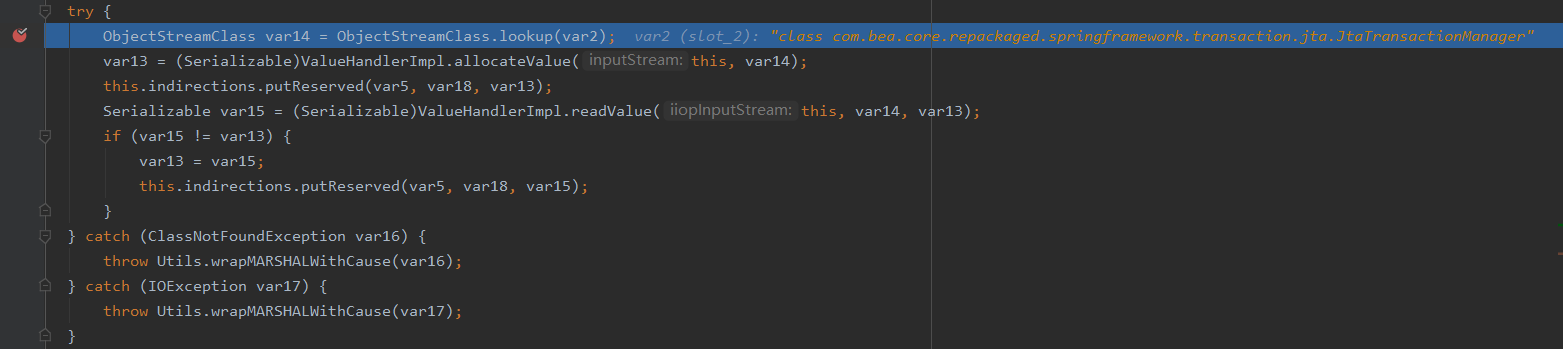 try {
ObjectStreamClass var14 = ObjectStreamClass.lookup(var2); var2 (slot_2): "class com.bea.core.repackaged.springframework.transaction.jta.JtaTransactionManager"
var13 = (Serializable)ValueHandlerImpl.allocateValue( inputStream: this, var14);
this.indirections.putReserved(var5, var18, var13);
Serializable var15 = (Serializable)ValueHandlerImpl.readValue( iiopInputStream: this, var14, var13);
if (var15 != var13) {
var13 = var15;
this.indirections.putReserved(var5, var18, var15);
}
} catch (ClassNotFoundException var16) {
throw Utils.wrapMARSHALWithCause(var16);
} catch (IOException var17) {
throw Utils.wrapMARSHALWithCause(var17);
}